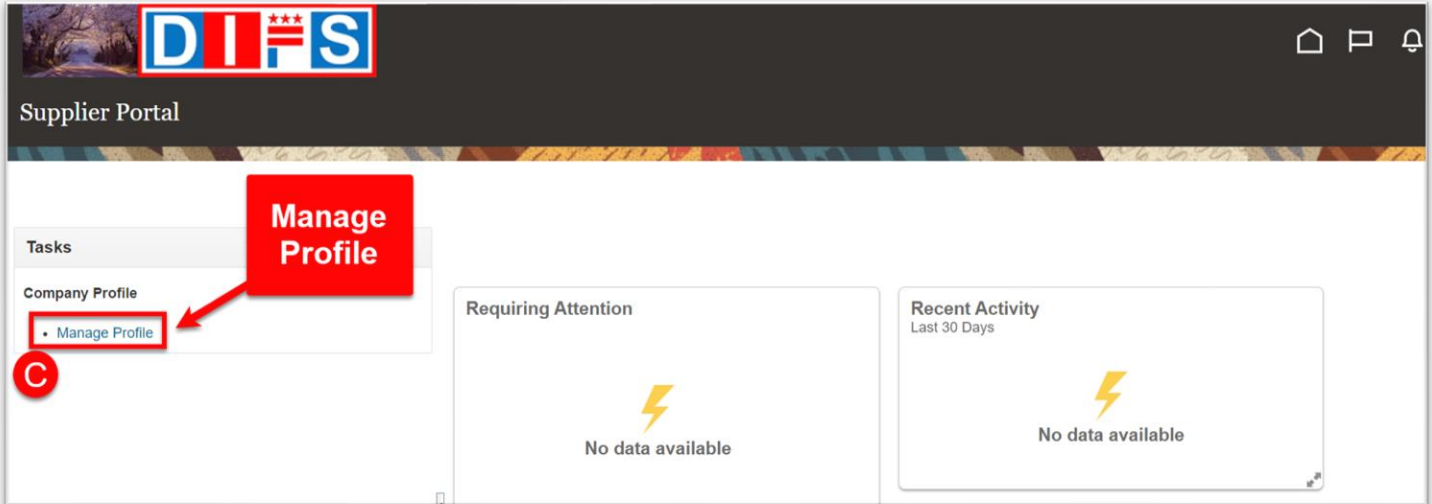 DIFS
Supplier Portal
Manage
Profile
Tasks
Company Profile
• Manage Profile
C
Requiring Attention
No data available
Recent Activity
Last 30 Days
No data available